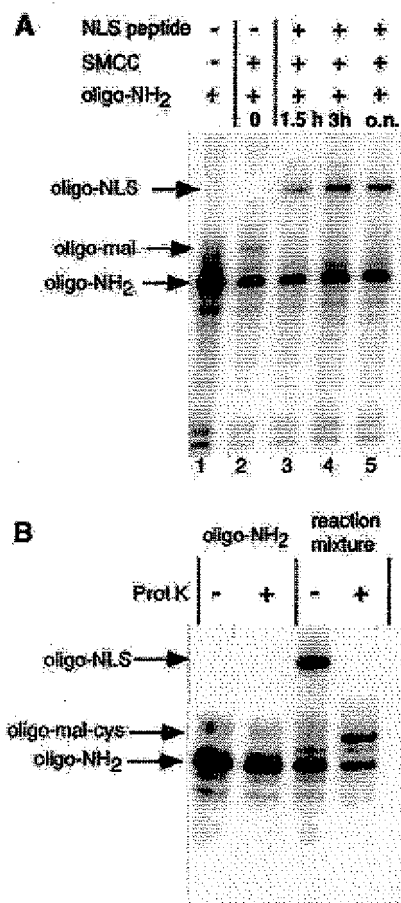 A
NLS peptide - - + + +
SMCC - + + + +
oligo-NH2 + + + + +
0 1.5 h 3h o.n.
oligo-NLS
oligo-mal
oligo-NH2
1 2 3 4 5
B
oligo-NH2 reaction mixture
Prot K - + - +
oligo-NLS
oligo-mal-cys
oligo-NH2